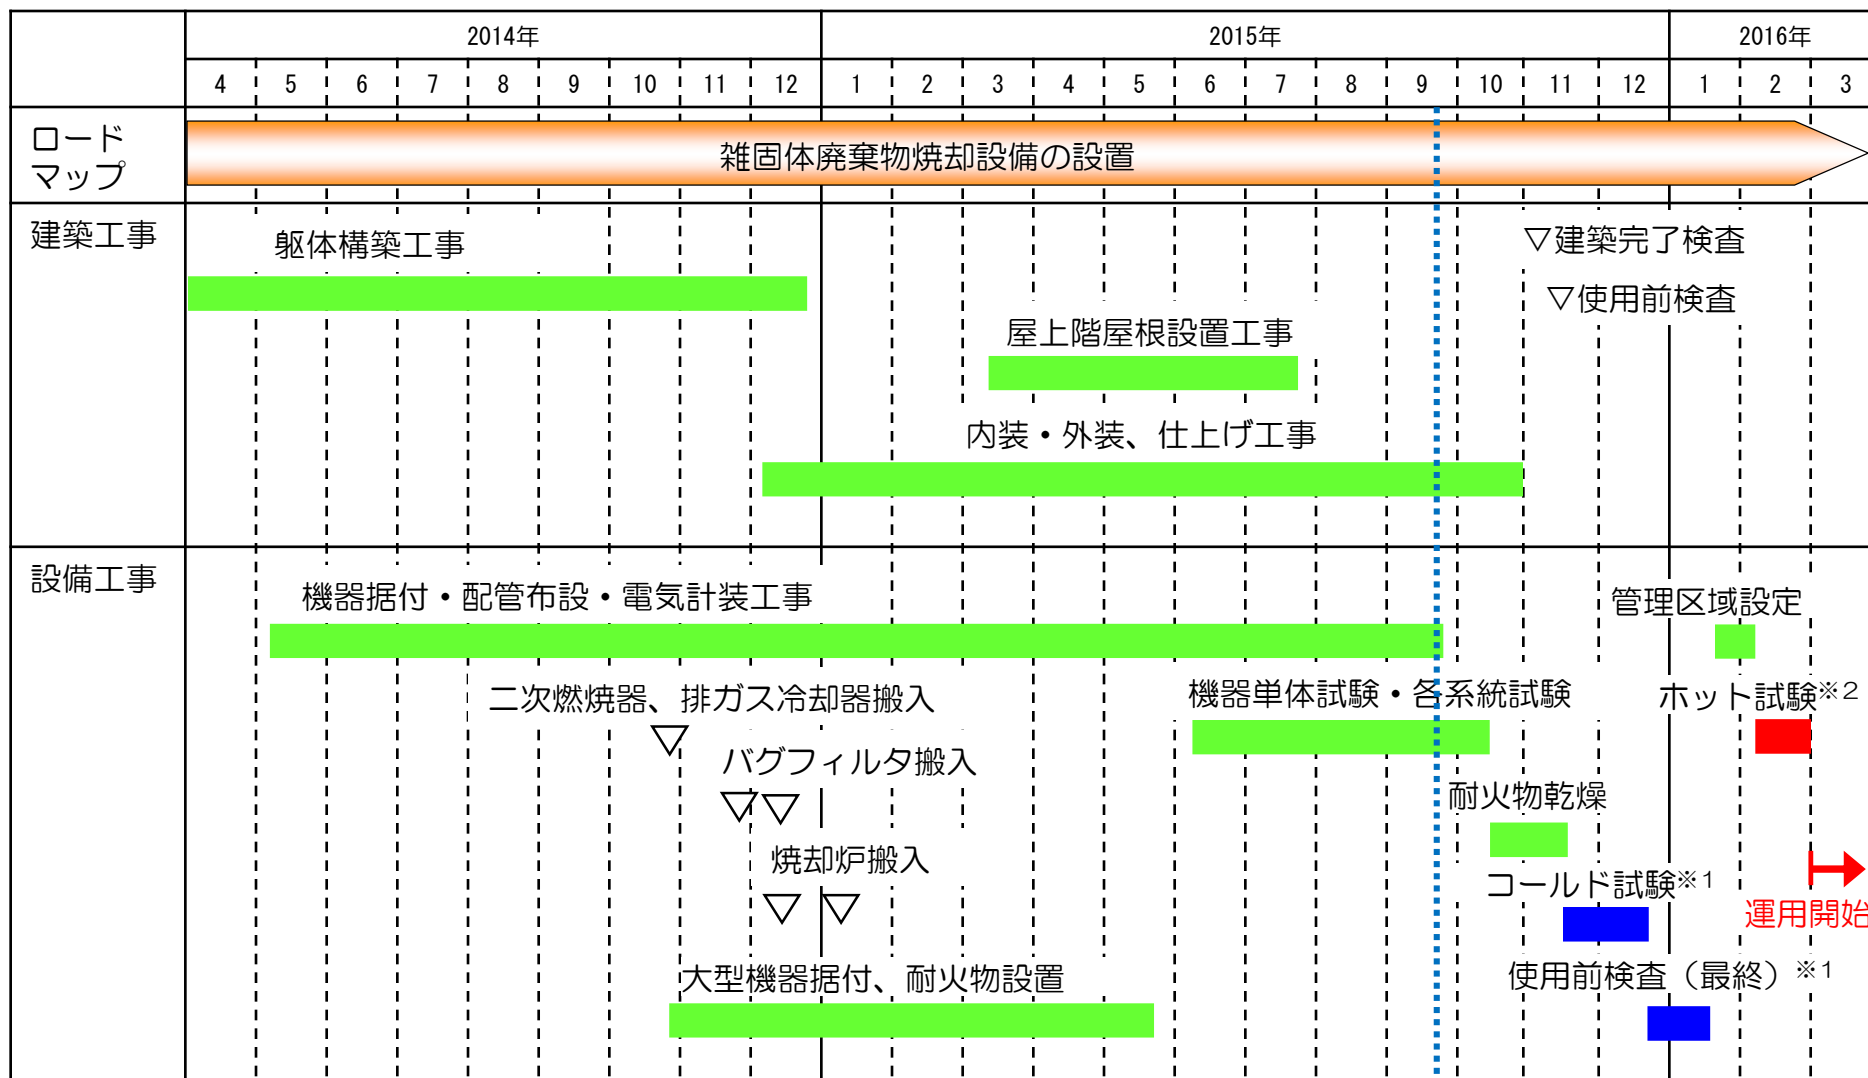 2014年 2015年 2016年
4 5 6 7 8 9 10 11 12 1 2 3 4 5 6 7 8 9 10 11 12 1 2 3
ロード
マップ
雑固体廃棄物焼却設備の設置
建築工事
躯体構築工事
▽建築完了検査
▽使用前検査
屋上階屋根設置工事
内装・外装、仕上げ工事
設備工事
機器据付・配管布設・電気計装工事
管理区域設定
二次燃焼器、排ガス冷却器搬入
機器単体試験・各系統試験
ホット試験※2
バグフィルタ搬入
耐火物乾燥
焼却炉搬入
コールド試験※1
運用開始
大型機器据付、耐火物設置
使用前検査（最終）※1